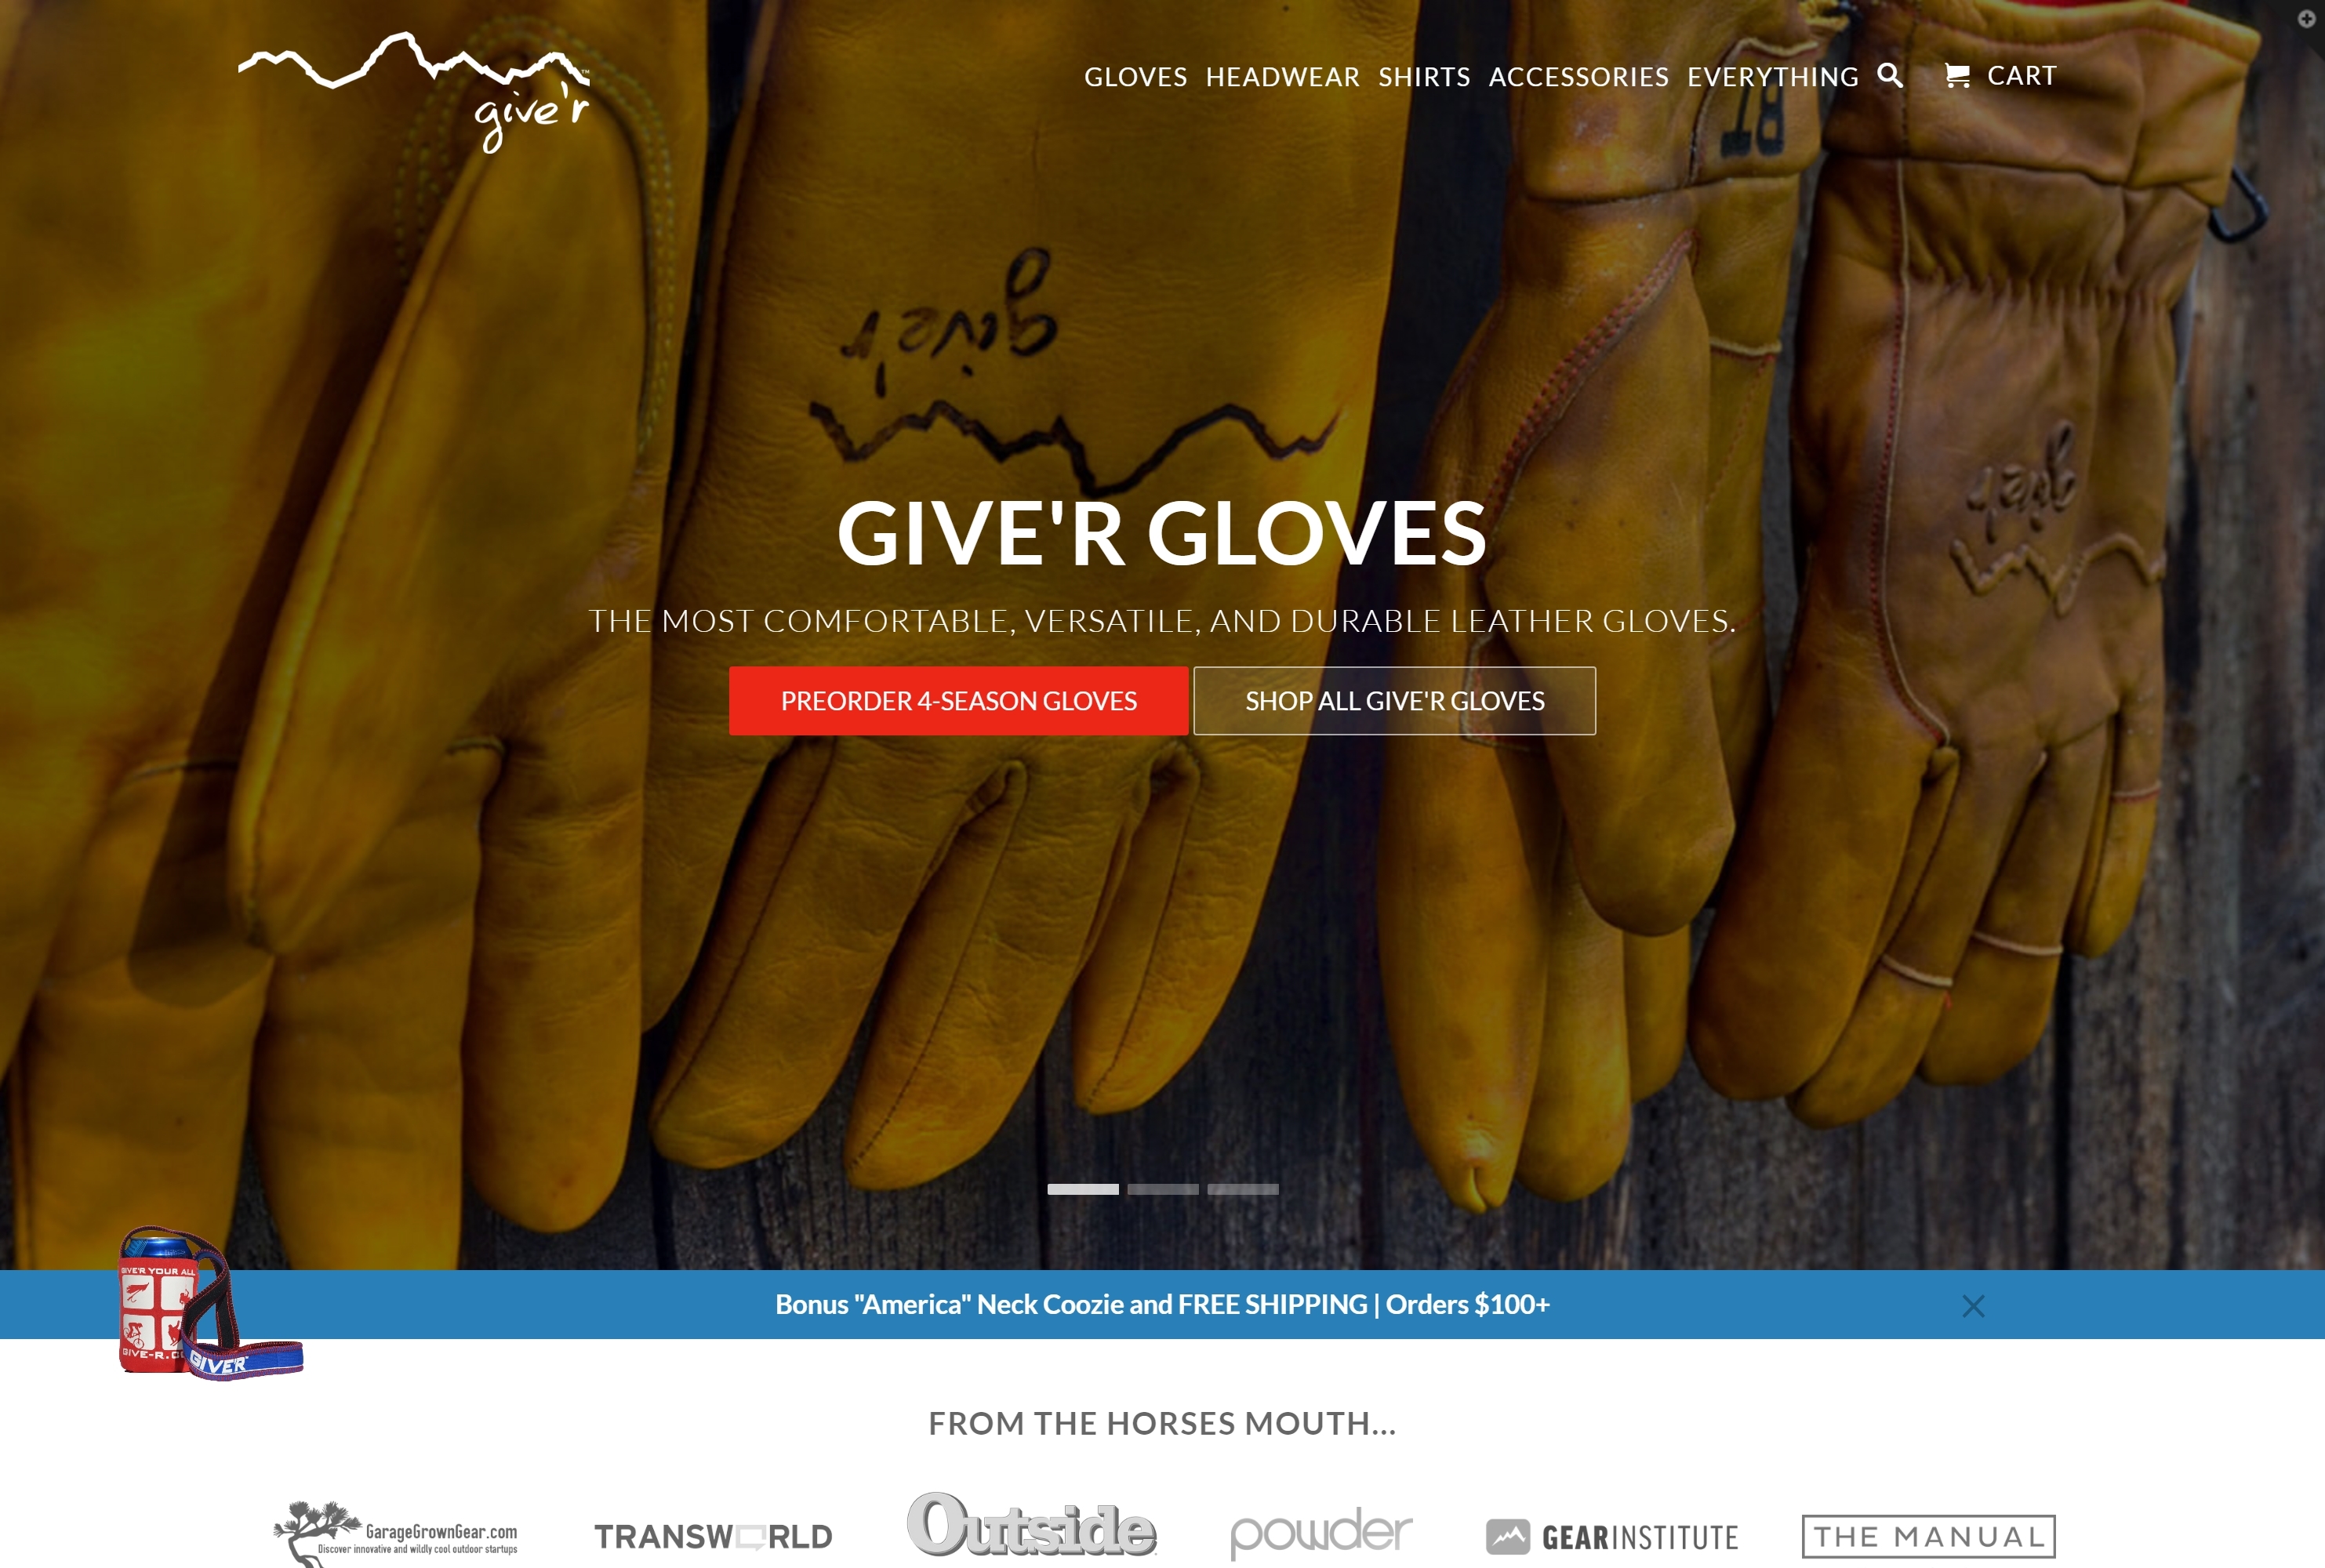 give'r
GLOVES HEADWEAR SHIRTS ACCESSORIES EVERYTHING CART
18
give'r
give'r
GIVE'R GLOVES
THE MOST COMFORTABLE, VERSATILE, AND DURABLE LEATHER GLOVES.
PREORDER 4-SEASON GLOVES SHOP ALL GIVE'R GLOVES
GIVE'R YOUR ALL
GIVE'R
Bonus "America" Neck Coozie and FREE SHIPPING | Orders $100+
FROM THE HORSES MOUTH...
GarageGrownGear.com
Discover innovative and wildly cool outdoor startups
TRANSWORLD
Outside
powder
GEARINSTITUTE
THE MANUAL